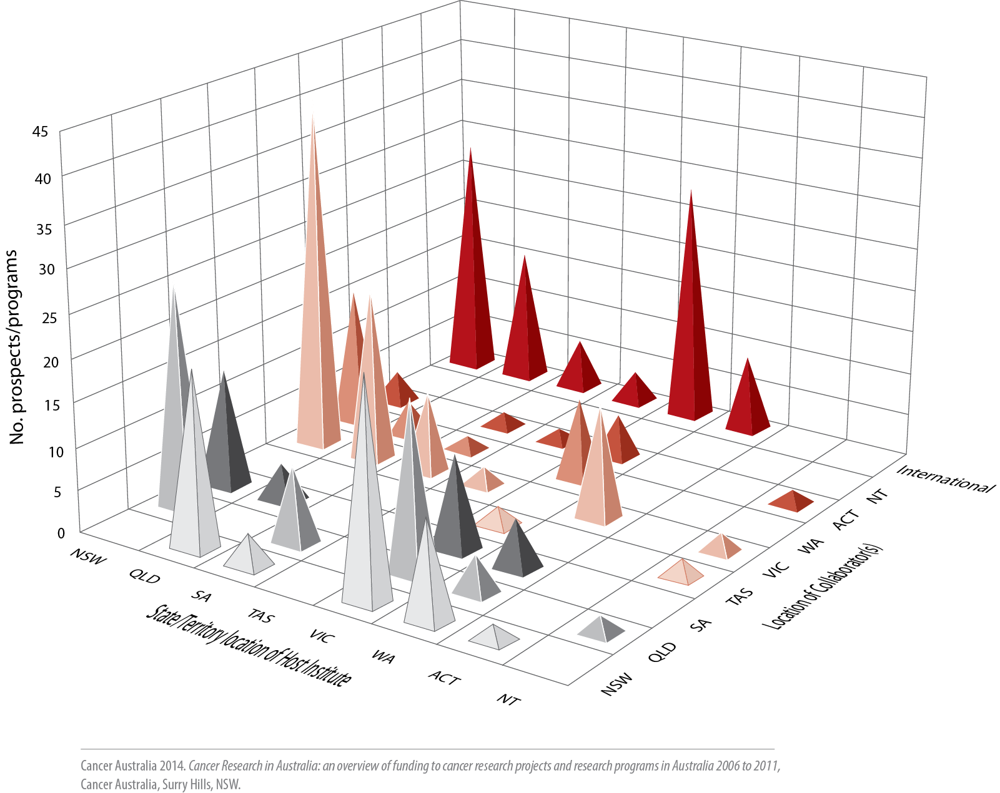 45
40
35
30
25
20
15
10
5
0
No. prospects/programs
NSW
QLD
SA
TAS
VIC
WA
ACT
NT
State/Territory location of Host Institute
NSW
QLD
SA
TAS
VIC
WA
ACT
NT
International
Location of Collaborator(s)
Cancer Australia 2014. Cancer Research in Australia: an overview of funding to cancer research projects and research programs in Australia 2006 to 2011,
Cancer Australia, Surry Hills, NSW.